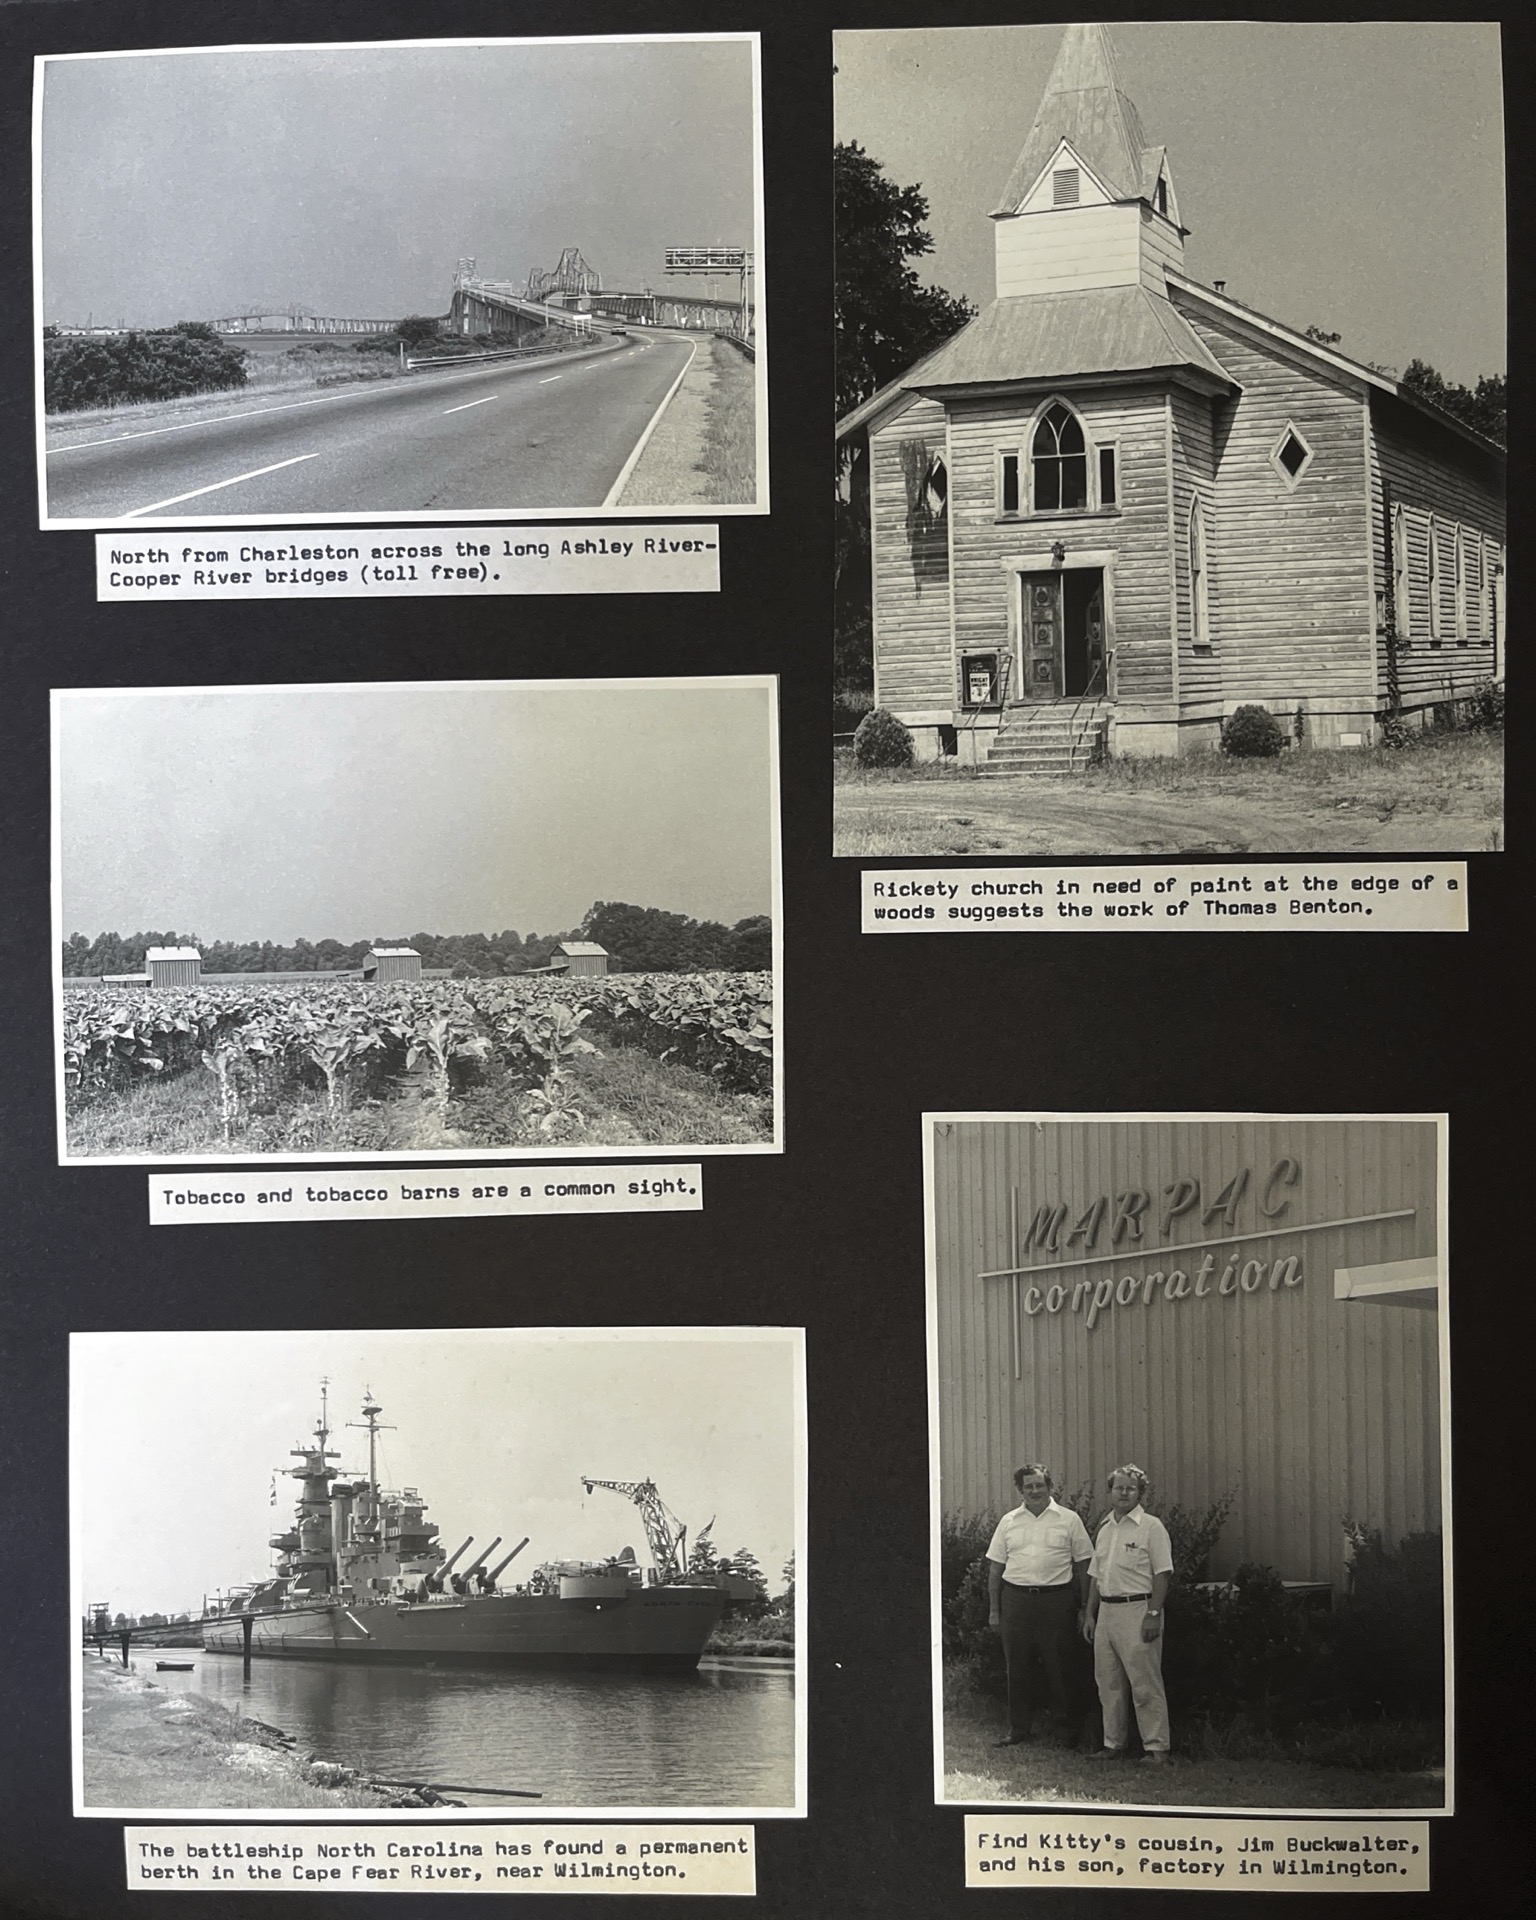 North from Charleston across the long Ashley River-
Cooper River bridges (toll free).
Rickety church in need of paint at the edge of a
woods suggests the work of Thomas Benton.
Tobacco and tobacco barns are a common sight.
MARPAC
corporation
The battleship North Carolina has found a permanent
berth in the Cape Fear River, near Wilmington.
Find Kitty's cousin, Jim Buckwalter,
and his son, factory in Wilmington.